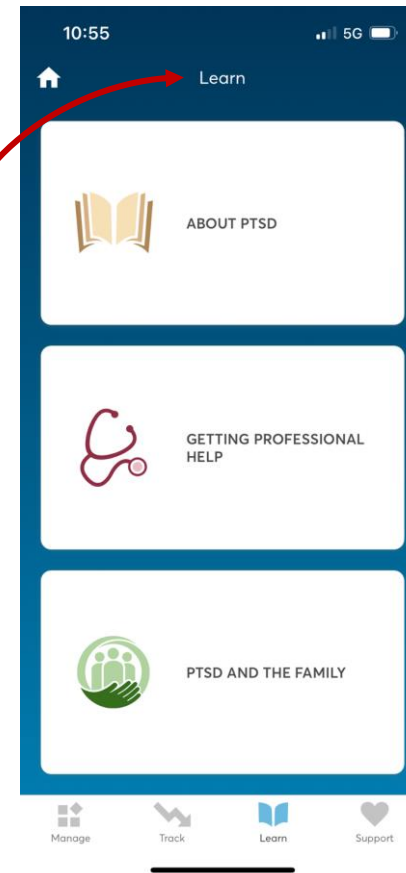 10:55 5G
Learn
ABOUT PTSD
GETTING PROFESSIONAL
HELP
PTSD AND THE FAMILY
Manage Track Learn Support